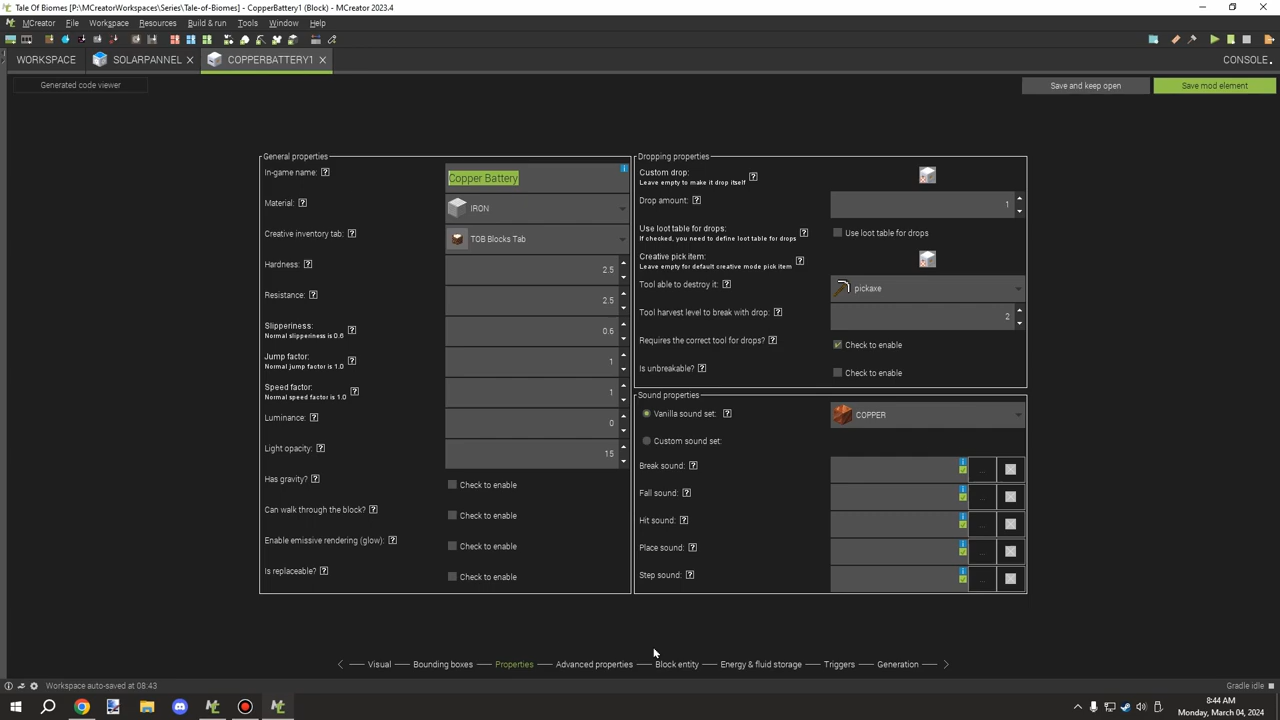 Tale Of Biomes [P:\MCreatorWorkspaces\Series\Tale-of-Biomes] - CopperBattery1 (Block) - MCreator 2023.4
MCreator File Workspace Resources Build & run Tools Window Help
WORKSPACE SOLARPANNEL COPPERBATTERY1 CONSOLE
Generated code viewer Save and keep open Save mod element
General properties
In-game name: ? Copper Battery
Material: ? IRON
Creative inventory tab: ? TOB Blocks Tab
Hardness: ? 2.5
Resistance: ? 2.5
Slipperiness: ? 0.6
Normal slipperiness is 0.6
Jump factor: ? 1
Normal jump factor is 1.0
Speed factor: ? 1
Normal speed factor is 1.0
Luminance: ? 0
Light opacity: ? 15
Has gravity? ? Check to enable
Can walk through the block? ? Check to enable
Enable emissive rendering (glow): ? Check to enable
Is replaceable? ? Check to enable
Dropping properties
Custom drop: ?
Leave empty to make it drop itself
Drop amount: ? 1
Use loot table for drops: ? Use loot table for drops
If checked, you need to define loot table for drops
Creative pick item: ?
Leave empty for default creative mode pick item
Tool able to destroy it: ? pickaxe
Tool harvest level to break with drop: ? 2
Requires the correct tool for drops? ? Check to enable
Is unbreakable? ? Check to enable
Sound properties
Vanilla sound set: ? COPPER
Custom sound set:
Break sound: ? ...
Fall sound: ? ...
Hit sound: ? ...
Place sound: ? ...
Step sound: ? ...
Visual Bounding boxes Properties Advanced properties Block entity Energy & fluid storage Triggers Generation
Workspace auto-saved at 08:43 Gradle idle
8:44 AM
Monday, March 04, 2024